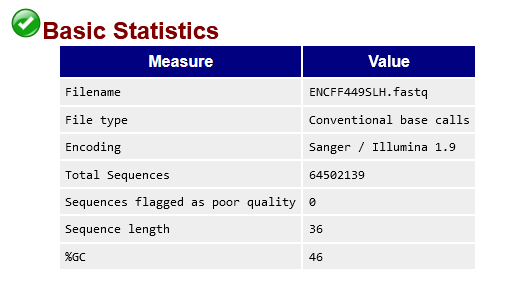 Basic Statistics
Measure Value
Filename ENCFF449SLH.fastq
File type Conventional base calls
Encoding Sanger / Illumina 1.9
Total Sequences 64502139
Sequences flagged as poor quality 0
Sequence length 36
%GC 46